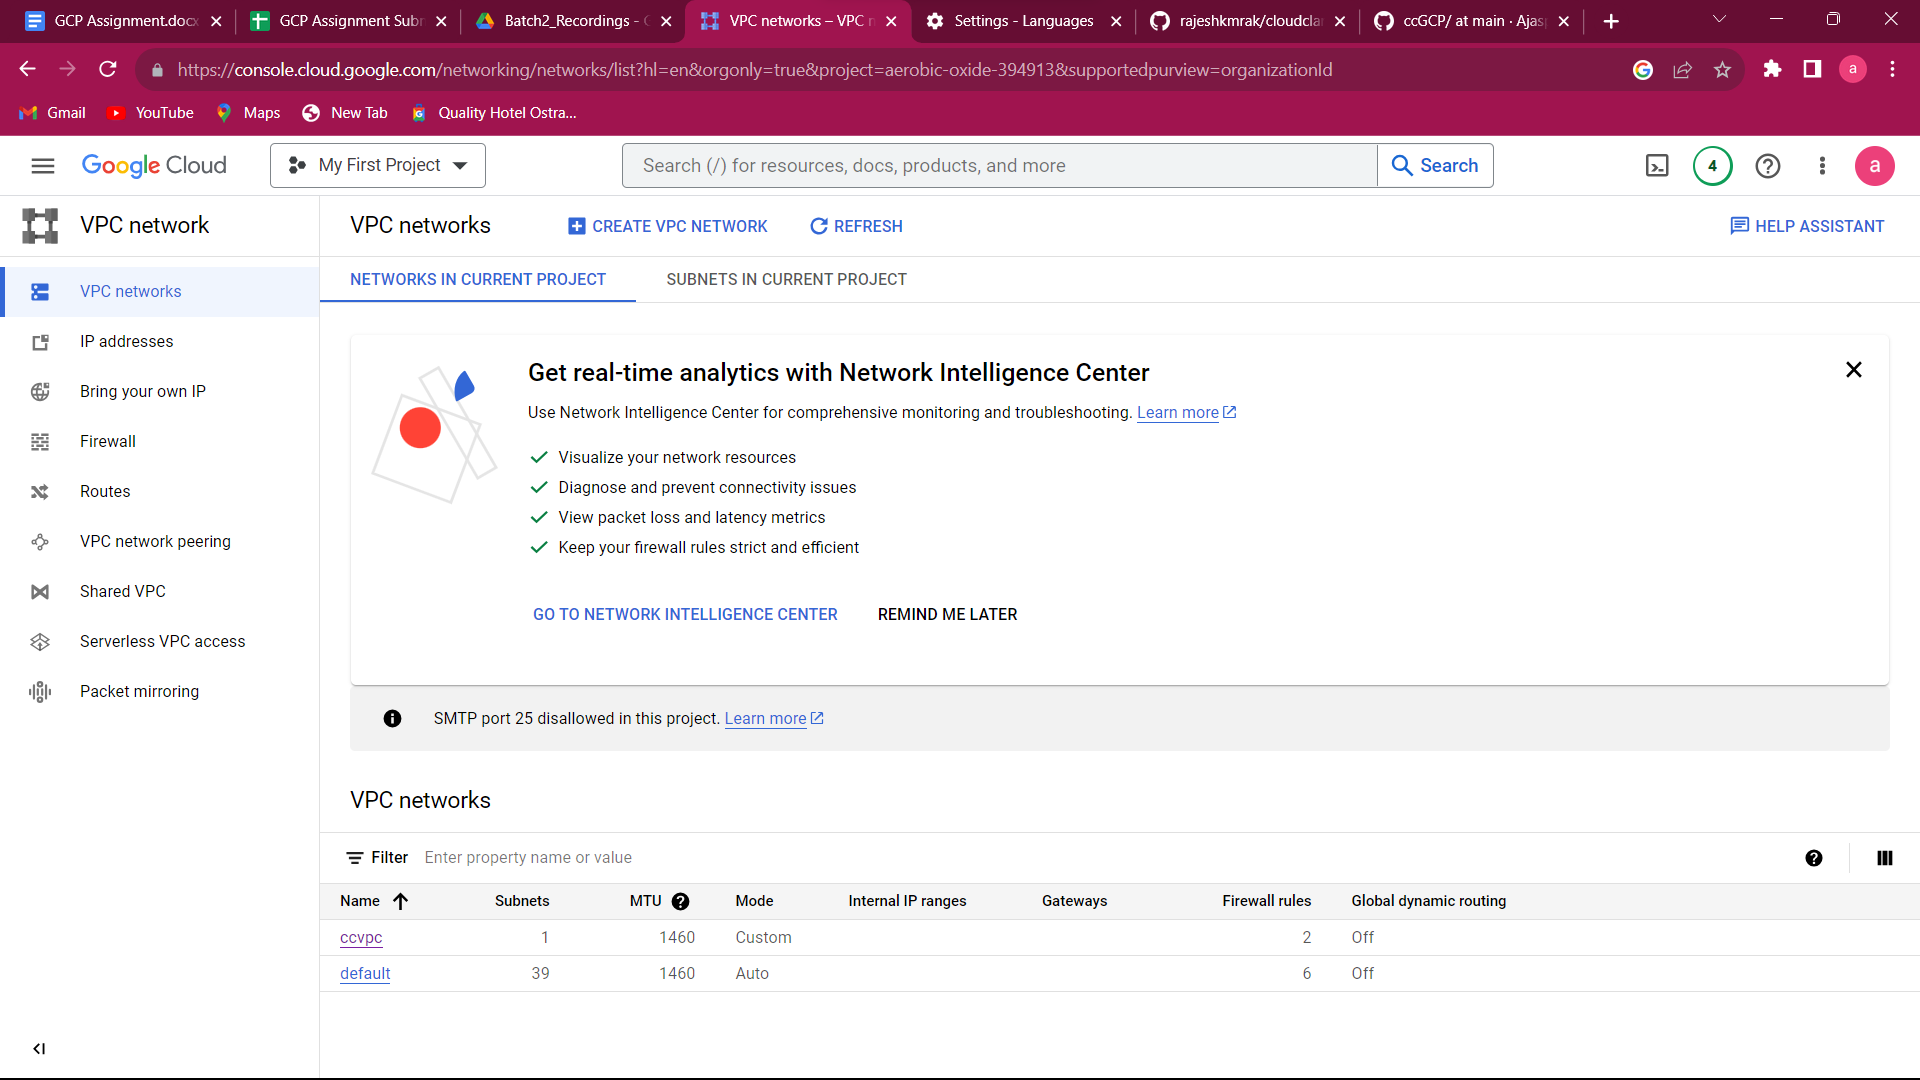 GCP Assignment.docx
GCP Assignment Subm
Batch2_Recordings -
VPC networks – VPC n
Settings - Languages
rajeshkmrak/cloudcla
ccGCP/ at main · Ajas
https://console.cloud.google.com/networking/networks/list?hl=en&orgonly=true&project=aerobic-oxide-394913&supportedpurview=organizationId
a
Gmail
YouTube
Maps
New Tab
Quality Hotel Ostra...
Google Cloud
My First Project
Search (/) for resources, docs, products, and more
Search
4
a
VPC network
VPC networks
CREATE VPC NETWORK
REFRESH
HELP ASSISTANT
VPC networks
IP addresses
Bring your own IP
Firewall
Routes
VPC network peering
Shared VPC
Serverless VPC access
Packet mirroring
NETWORKS IN CURRENT PROJECT
SUBNETS IN CURRENT PROJECT
Get real-time analytics with Network Intelligence Center
Use Network Intelligence Center for comprehensive monitoring and troubleshooting. Learn more
Visualize your network resources
Diagnose and prevent connectivity issues
View packet loss and latency metrics
Keep your firewall rules strict and efficient
GO TO NETWORK INTELLIGENCE CENTER
REMIND ME LATER
SMTP port 25 disallowed in this project. Learn more
VPC networks
Filter Enter property name or value
Name Subnets MTU Mode Internal IP ranges Gateways Firewall rules Global dynamic routing
ccvpc 1 1460 Custom 2 Off
default 39 1460 Auto 6 Off